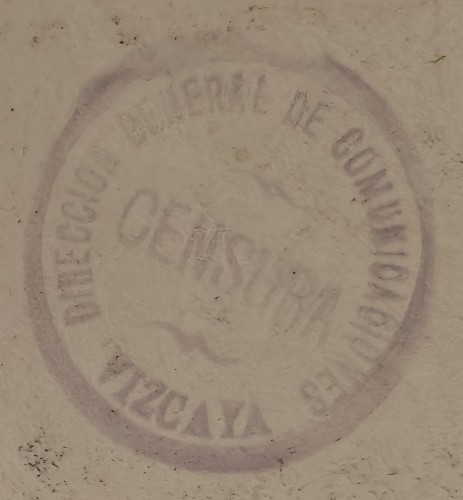 DIRECCION GENERAL DE COMUNICACIONES
CENSURA
VIZCAYA